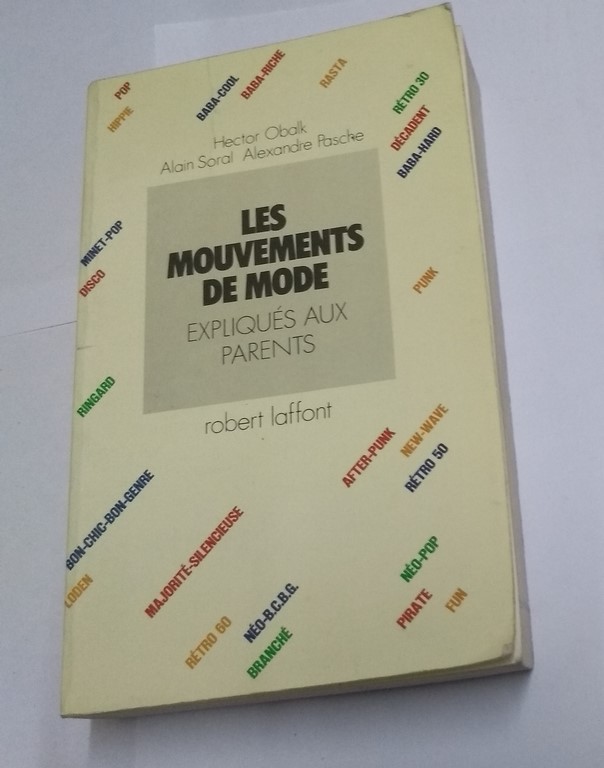 POP
HIPPIE
BABA-COOL
BABA-RICHE
RASTA
RÉTRO 30
DÉCADENT
BABA-HARD
Hector Obalk
Alain Soral Alexandre Pasche
LES
MOUVEMENTS
DE MODE
EXPLIQUÉS AUX
PARENTS
MINET-POP
DISCO
PUNK
RINGARD
robert laffont
AFTER-PUNK
NEW-WAVE
RÉTRO 50
BON-CHIC-BON-GENRE
LODEN
MAJORITÉ-SILENCIEUSE
RÉTRO 60
NÉO-B.C.B.G.
BRANCHÉ
NÉO-POP
PIRATE
FUN